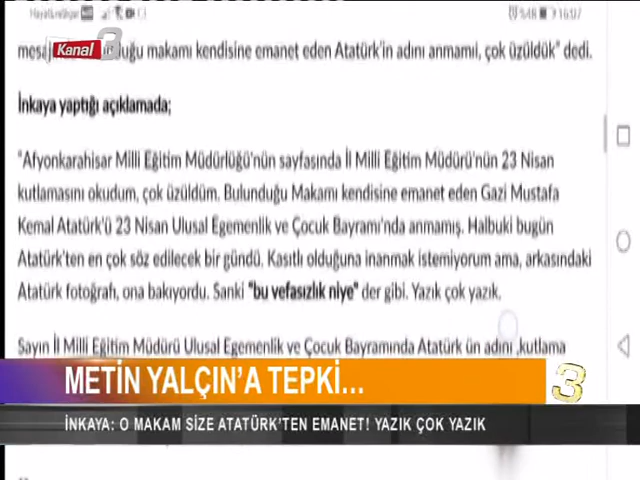 %48 16:07
Kanal 3
duğu makamı kendisine emanet eden Atatürk'in adını anmamıi, çok üzüldük" dedi.
İnkaya yaptığı açıklamada;
"Afyonkarahisar Milli Eğitim Müdürlüğü'nün sayfasında İl Milli Eğitim Müdürü'nün 23 Nisan
kutlamasını okudum, çok üzüldüm. Bulunduğu Makamı kendisine emanet eden Gazi Mustafa
Kemal Atatürk'ü 23 Nisan Ulusal Egemenlik ve Çocuk Bayramı'nda anmamış. Halbuki bugün
Atatürk'ten en çok söz edilecek bir gündü. Kasıtlı olduğuna inanmak istemiyorum ama, arkasındaki
Atatürk fotoğrafı, ona bakıyordu. Sanki "bu vefasızlık niye" der gibi. Yazık çok yazık.
Sayın İl Milli Eğitim Müdürü Ulusal Egemenlik ve Çocuk Bayramında Atatürk ün adını ,kutlama
METİN YALÇIN'A TEPKİ...
3
İNKAYA: O MAKAM SİZE ATATÜRK'TEN EMANET! YAZIK ÇOK YAZIK